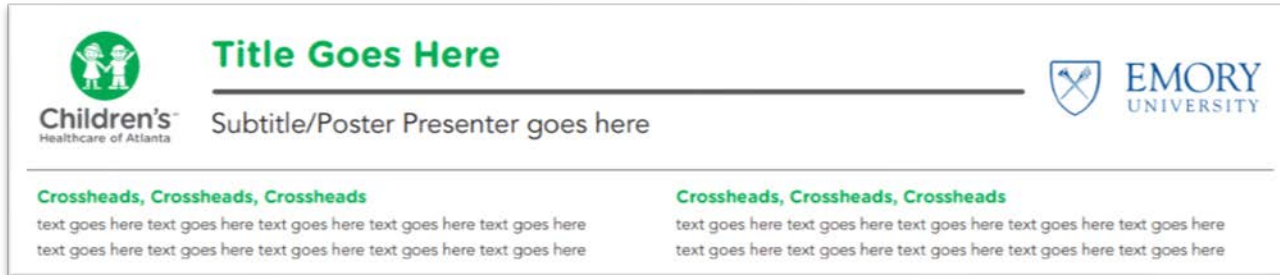 Children's™
Healthcare of Atlanta
Title Goes Here
Subtitle/Poster Presenter goes here
EMORY
UNIVERSITY
Crossheads, Crossheads, Crossheads
text goes here text goes here text goes here text goes here text goes here
text goes here text goes here text goes here text goes here text goes here
Crossheads, Crossheads, Crossheads
text goes here text goes here text goes here text goes here text goes here
text goes here text goes here text goes here text goes here text goes here